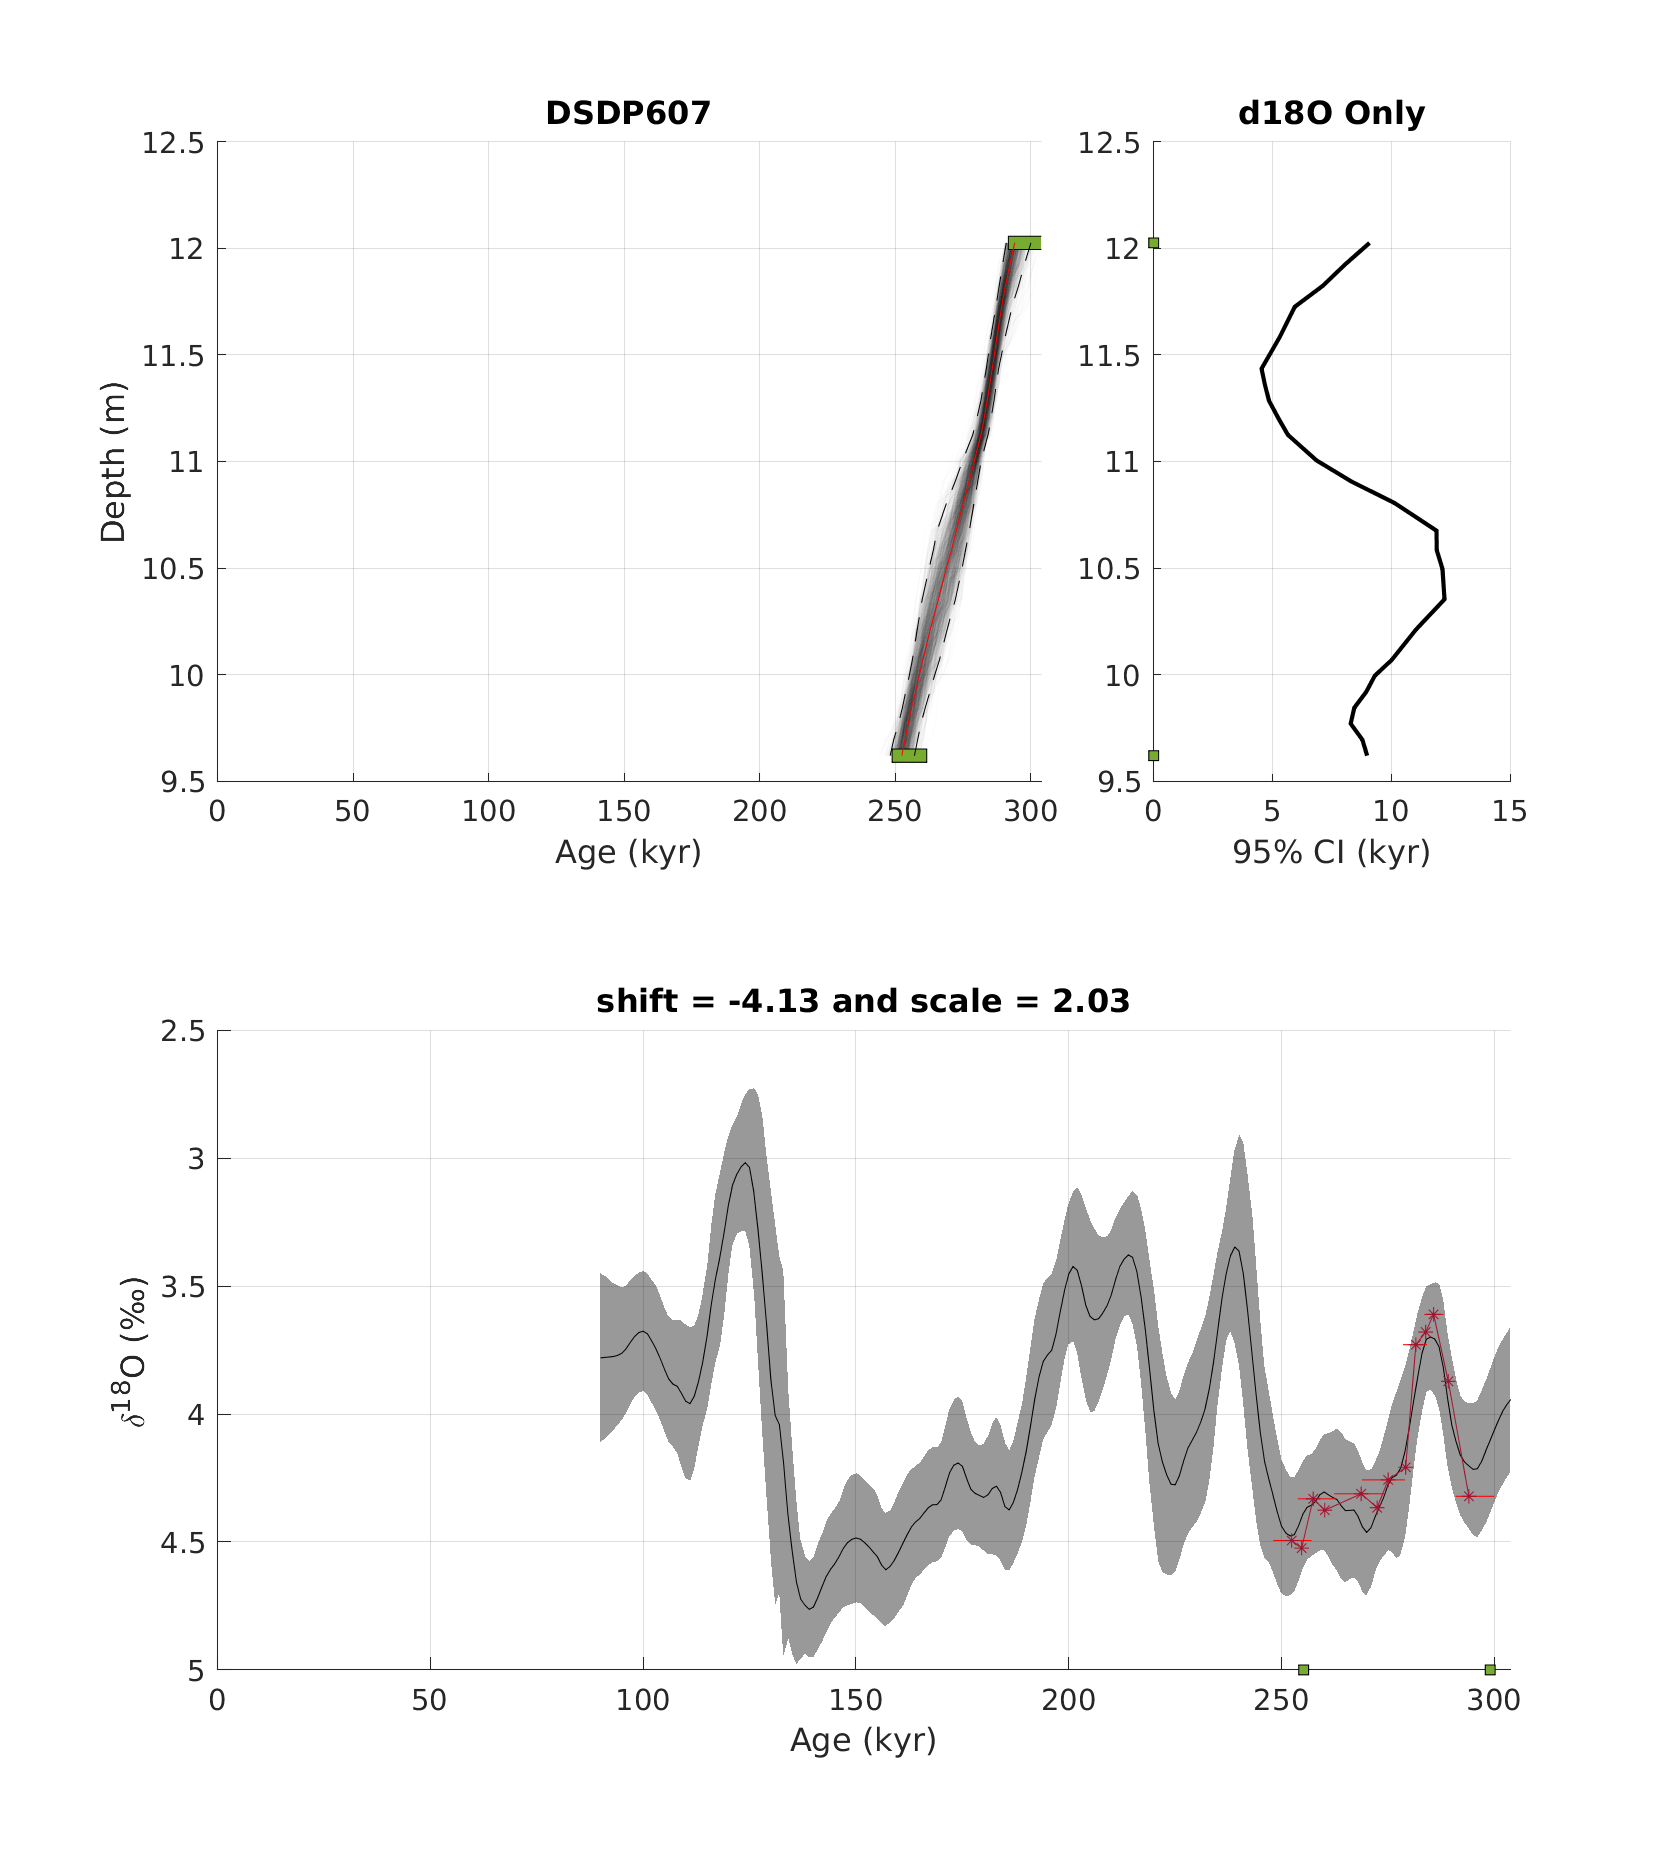 DSDP607
d18O Only
12.5
12
11.5
11
10.5
10
9.5
Depth (m)
0 50 100 150 200 250 300
Age (kyr)
12.5
12
11.5
11
10.5
10
9.5
0 5 10 15
95% CI (kyr)
shift = -4.13 and scale = 2.03
2.5
3
3.5
4
4.5
5
δ¹⁸O (‰)
0 50 100 150 200 250 300
Age (kyr)